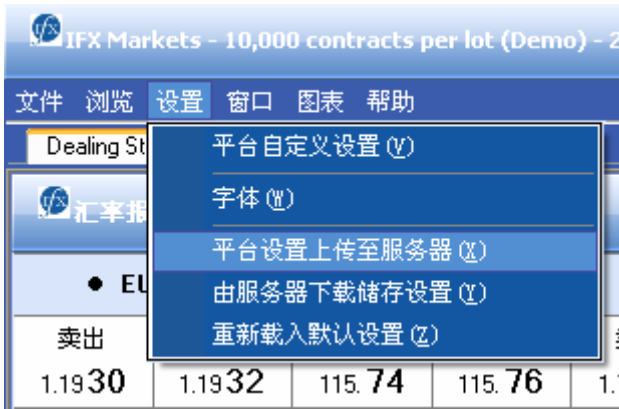 IFX IFX Markets - 10,000 contracts per lot (Demo) - 2
文件 浏览 设置 窗口 图表 帮助
Dealing St
平台自定义设置(V)
字体(W)
IFX 汇率报
平台设置上传至服务器(X)
● EU
由服务器下载储存设置(Y)
卖出
重新载入默认设置(Z)
1.1930 1.1932 115.74 115.76 1.